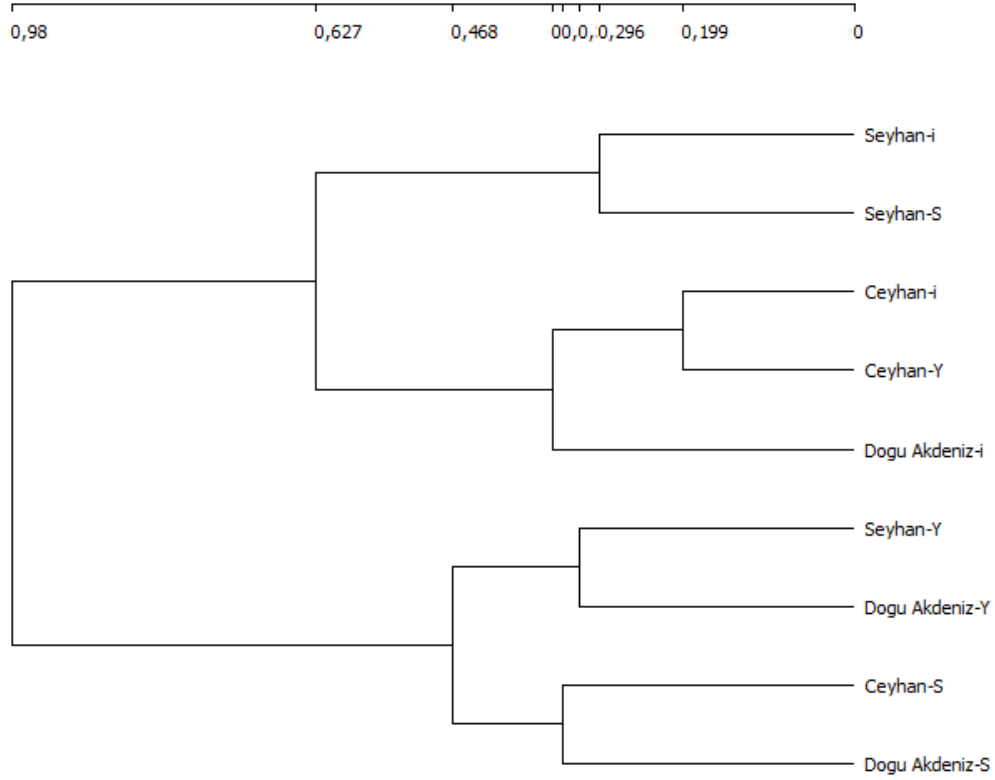 0,98 0,627 0,468 0,296 0,199 0
Seyhan-i
Seyhan-S
Ceyhan-i
Ceyhan-Y
Dogu Akdeniz-i
Seyhan-Y
Dogu Akdeniz-Y
Ceyhan-S
Dogu Akdeniz-S